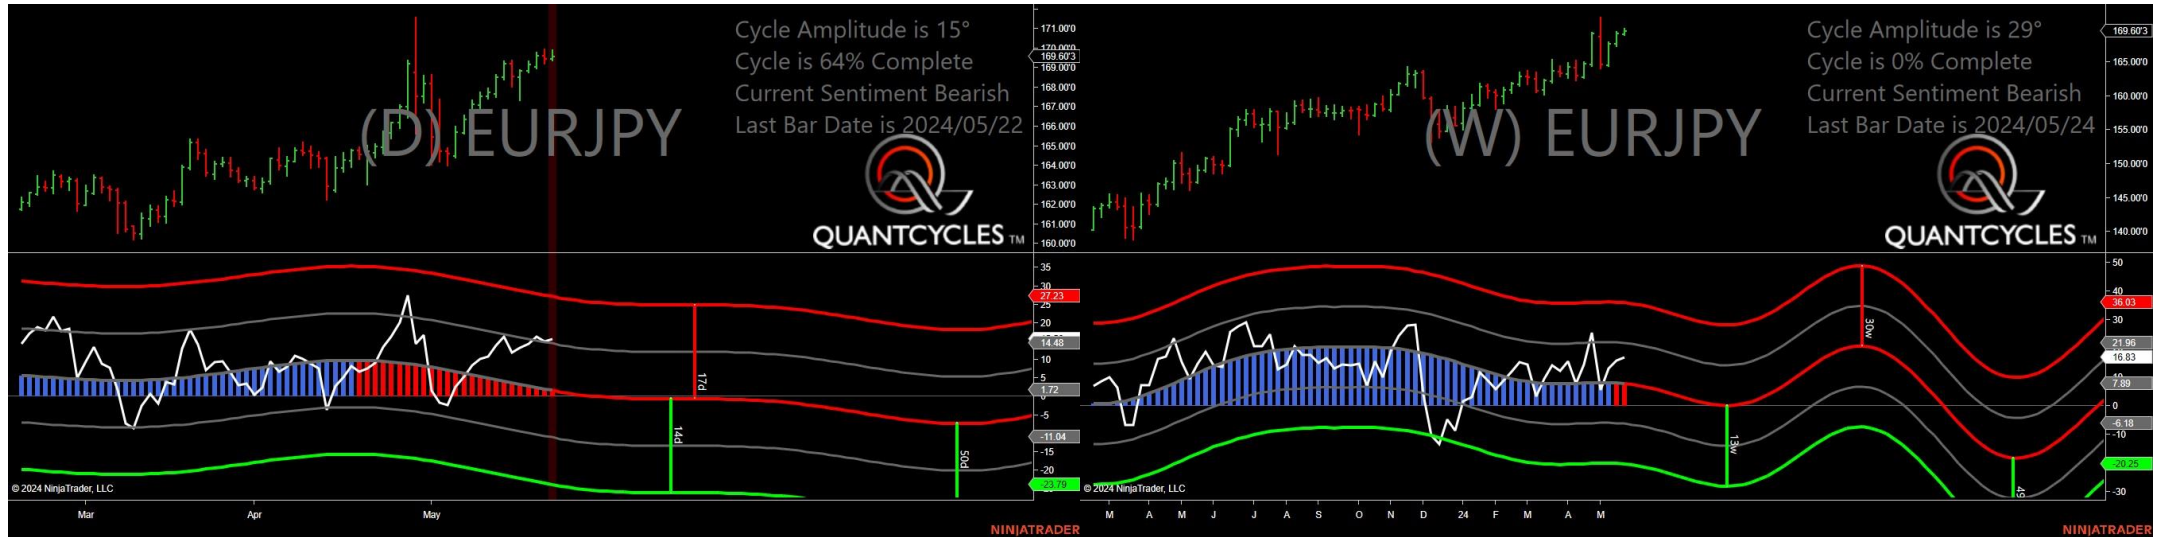 Cycle Amplitude is 15°
Cycle is 64% Complete
Current Sentiment Bearish
Last Bar Date is 2024/05/22
(D) EURJPY
QUANTCYCLES TM
171.00'0
170.00'0
169.60'3
169.00'0
168.00'0
167.00'0
166.00'0
165.00'0
164.00'0
163.00'0
162.00'0
161.00'0
160.00'0
35
30
27.23
25
20
14.48
10
5
1.72
0
-5
-11.04
-15
-20
-23.79
17d
14d
50d
© 2024 NinjaTrader, LLC
Mar Apr May
NINJATRADER
Cycle Amplitude is 29°
Cycle is 0% Complete
Current Sentiment Bearish
Last Bar Date is 2024/05/24
(W) EURJPY
QUANTCYCLES TM
169.60'3
165.00'0
160.00'0
155.00'0
150.00'0
145.00'0
140.00'0
50
40
36.03
30
21.96
16.83
7.89
0
-6.18
-10
-20.25
-30
30w
13w
49
© 2024 NinjaTrader, LLC
M A M J J A S O N D 24 F M A M
NINJATRADER